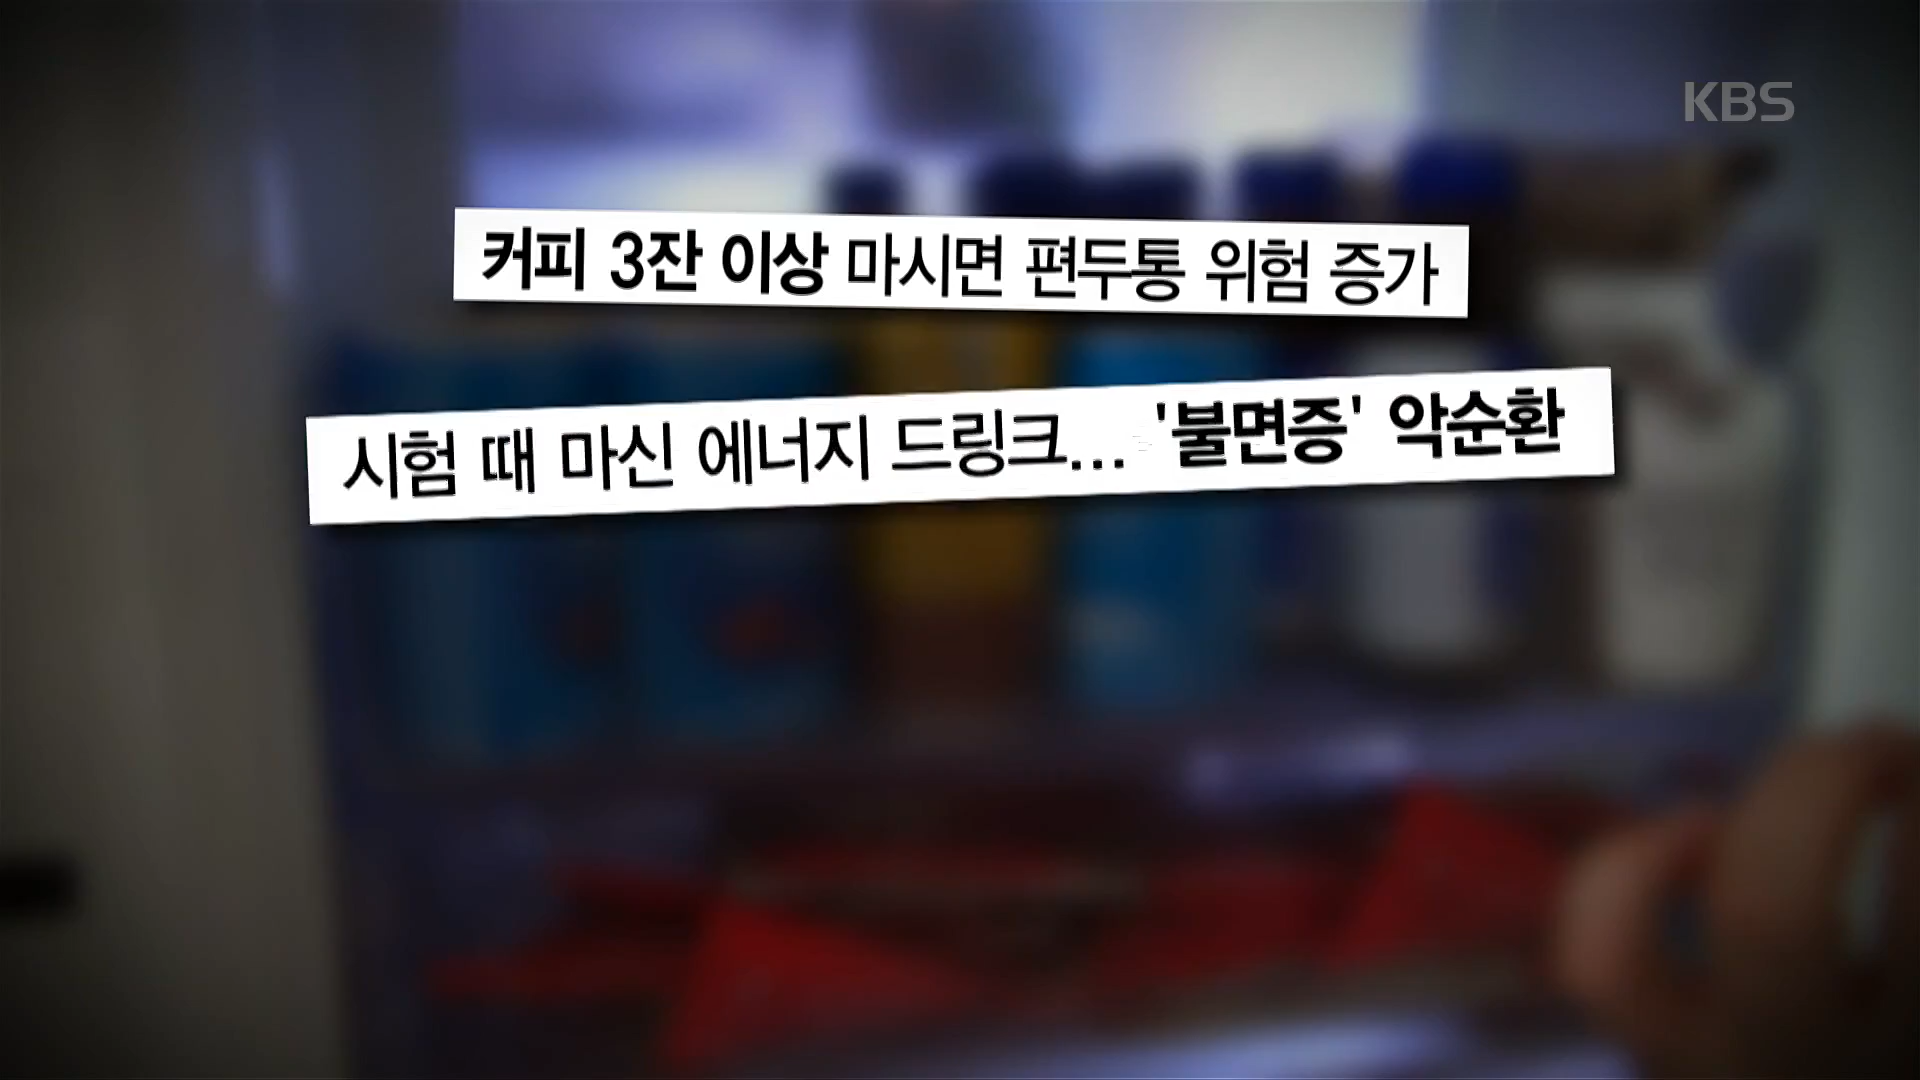 KBS
커피 3잔 이상 마시면 편두통 위험 증가
시험 때 마신 에너지 드링크... '불면증' 악순환